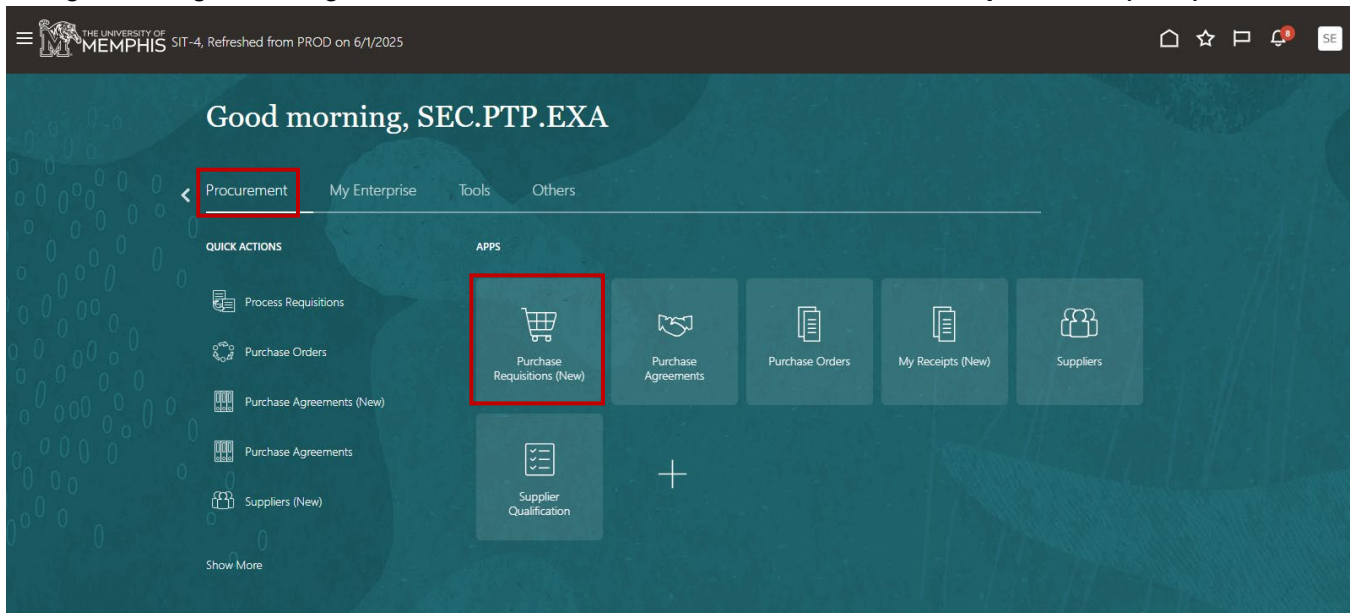 THE UNIVERSITY OF
MEMPHIS SIT-4, Refreshed from PROD on 6/1/2025
8
SE
Good morning, SEC.PTP.EXA
Procurement My Enterprise Tools Others
QUICK ACTIONS
APPS
Process Requisitions
Purchase Orders
Purchase Agreements (New)
Purchase Agreements
Suppliers (New)
Show More
Purchase
Requisitions (New)
Purchase
Agreements
Purchase Orders
My Receipts (New)
Suppliers
Supplier
Qualification